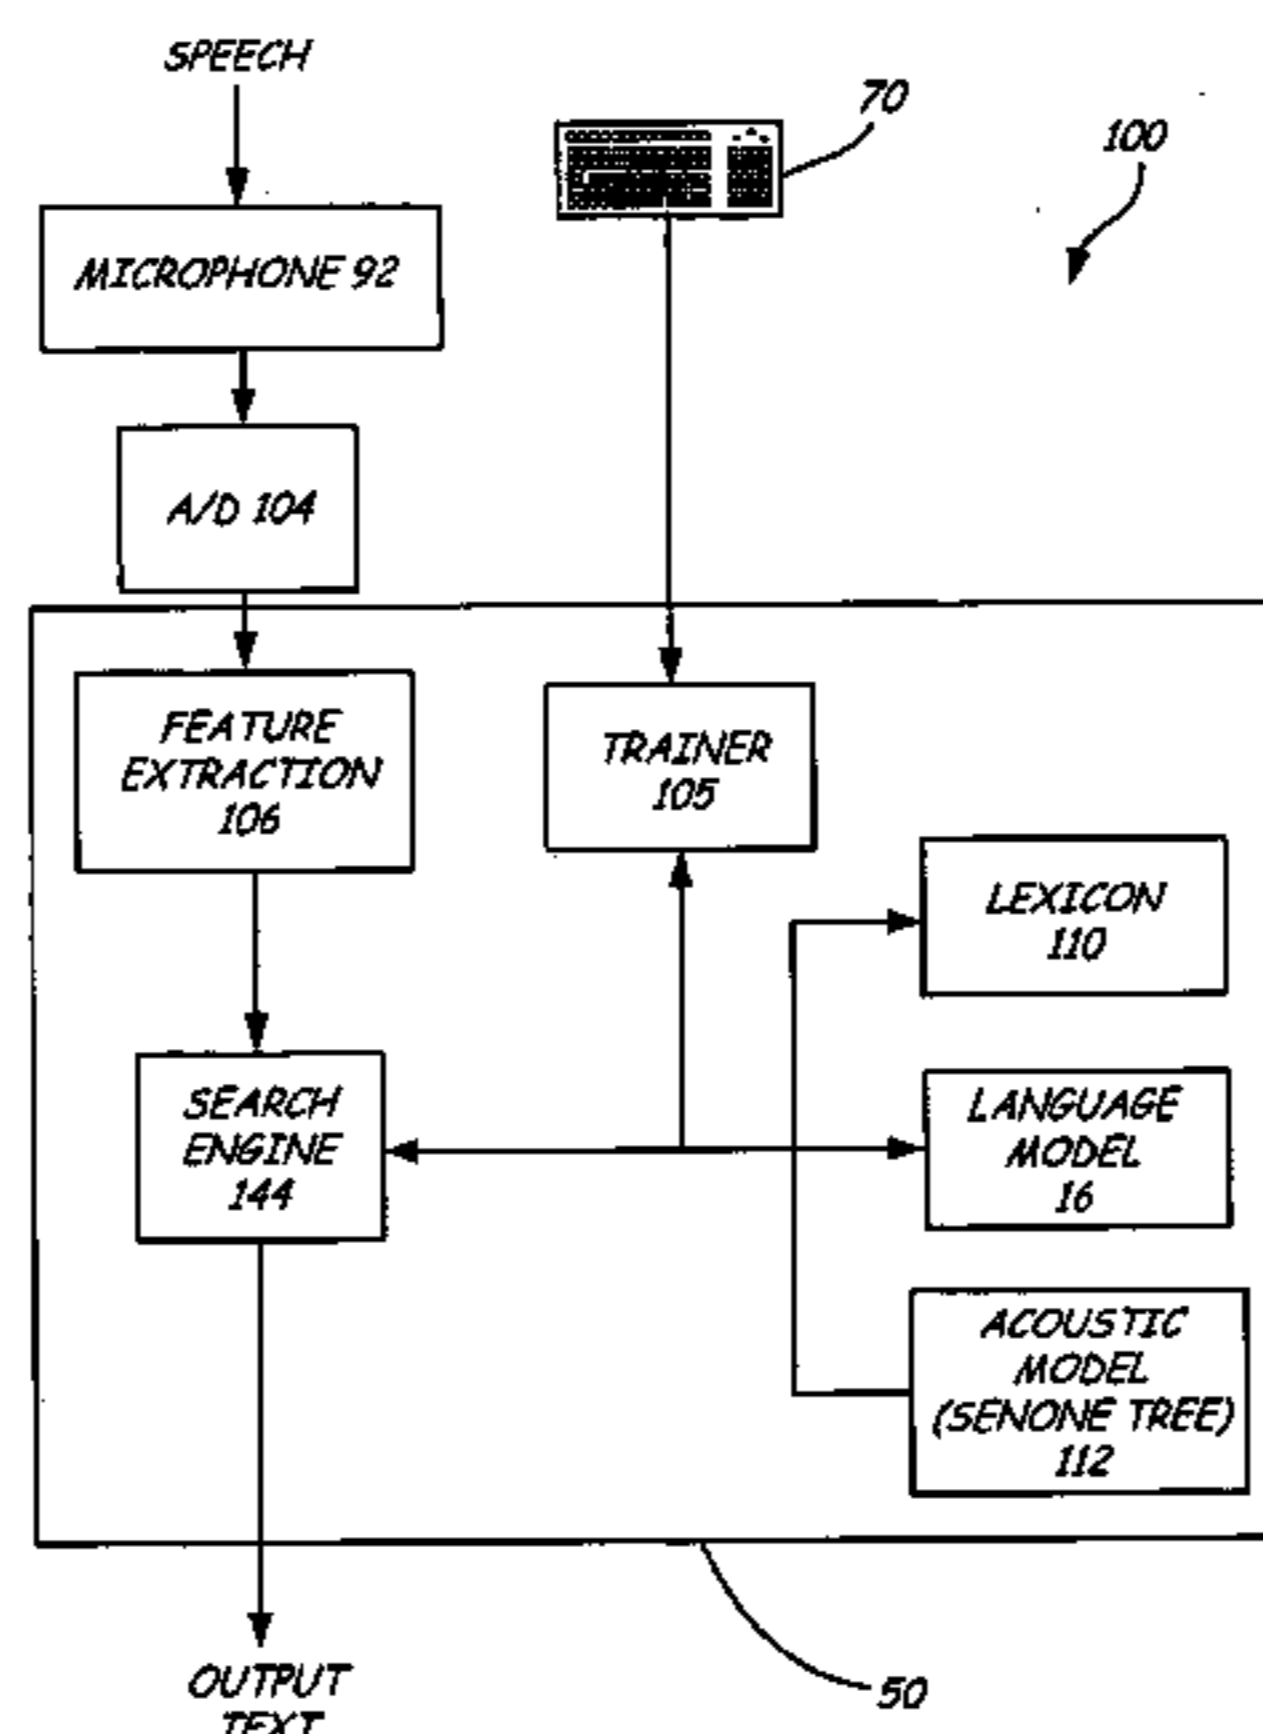 SPEECH
70
100
MICROPHONE 92
A/D 104
FEATURE
EXTRACTION
106
TRAINER
105
LEXICON
110
SEARCH
ENGINE
144
LANGUAGE
MODEL
16
ACOUSTIC
MODEL
(SENONE TREE)
112
50
OUTPUT
TEXT